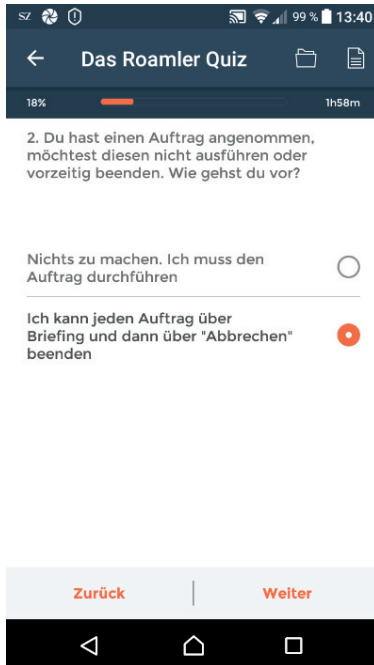 SZ 99 % 13:40
Das Roamler Quiz
18% 1h58m
2. Du hast einen Auftrag angenommen,
möchtest diesen nicht ausführen oder
vorzeitig beenden. Wie gehst du vor?
Nichts zu machen. Ich muss den
Auftrag durchführen
Ich kann jeden Auftrag über
Briefing und dann über "Abbrechen"
beenden
Zurück Weiter